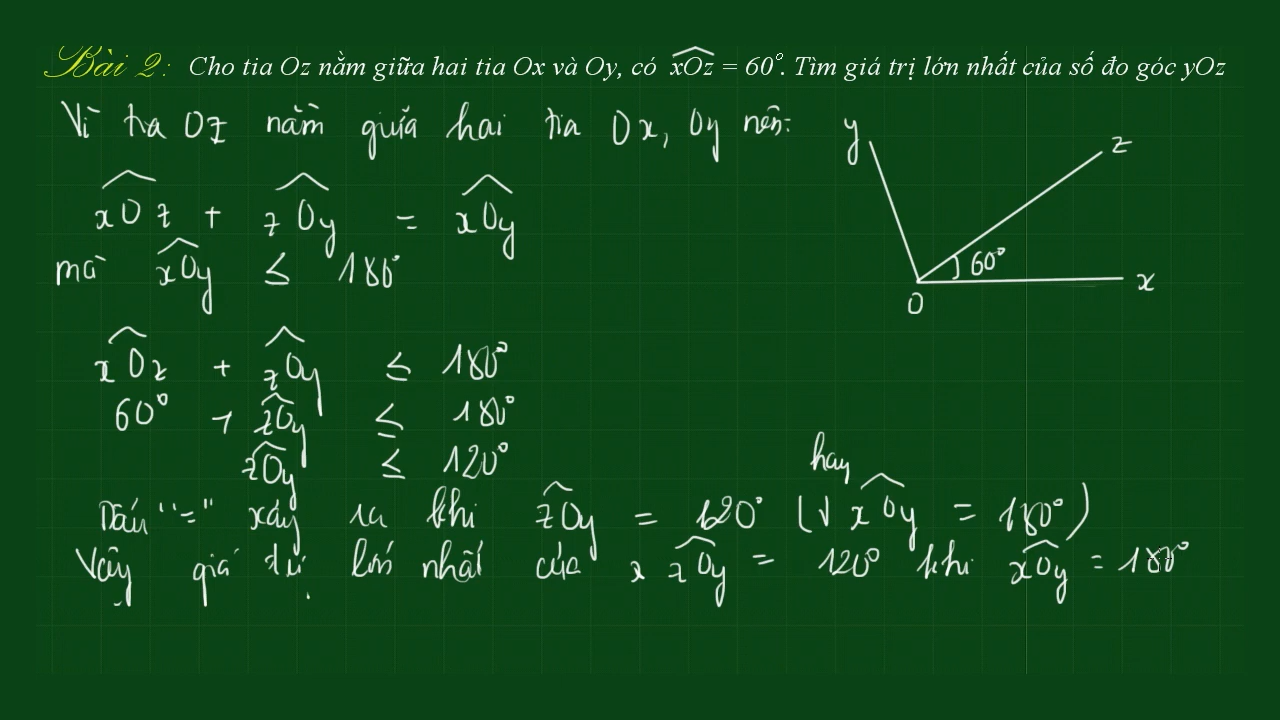 Bài 2: Cho tia Oz nằm giữa hai tia Ox và Oy, có xOz = 60°. Tìm giá trị lớn nhất của số đo góc yOz
Vì tia Oz nằm giữa hai tia Ox, Oy nên:
xOz + zOy = xOy
mà xOy ≤ 180°
xOz + zOy ≤ 180°
60° + zOy ≤ 180°
zOy ≤ 120°
hay
Dấu "=" xảy ra khi zOy = 120° ( xOy = 180°)
Vậy giá trị lớn nhất của zOy = 120° khi xOy = 180°
y
z
60°
x
O